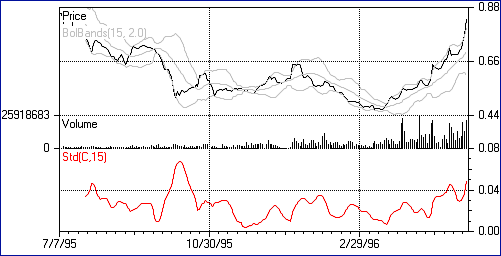 Price 0.88
BolBands(15, 2.0)
0.66
25918683 0.44
Volume
0 0.08
Std(C,15)
0.04
0.00
7/7/95 10/30/95 2/29/96